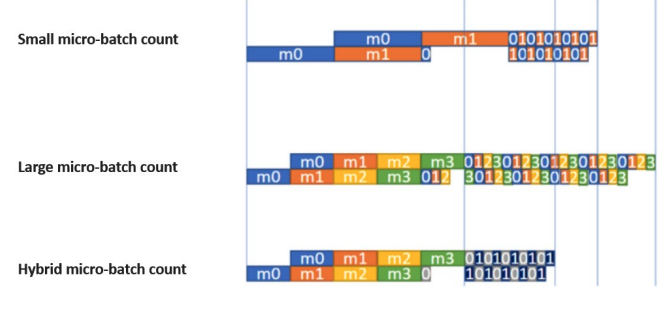 Small micro-batch count
m0 m1 0101010101
m0 m1 0 101010101
Large micro-batch count
m0 m1 m2 m3 01230123012301230123
m0 m1 m2 m3 012 30123012301230123
Hybrid micro-batch count
m0 m1 m2 m3 0101010101
m0 m1 m2 m3 0 101010101